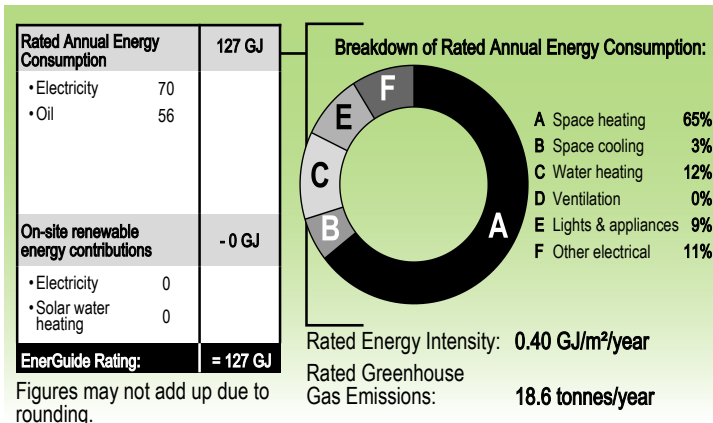 Rated Annual Energy
Consumption
127 GJ
• Electricity 70
• Oil 56
On-site renewable
energy contributions
- 0 GJ
• Electricity 0
• Solar water
heating
0
EnerGuide Rating: = 127 GJ
Figures may not add up due to
rounding.
Breakdown of Rated Annual Energy Consumption:
A
B
C
E
F
A Space heating 65%
B Space cooling 3%
C Water heating 12%
D Ventilation 0%
E Lights & appliances 9%
F Other electrical 11%
Rated Energy Intensity: 0.40 GJ/m²/year
Rated Greenhouse
Gas Emissions: 18.6 tonnes/year